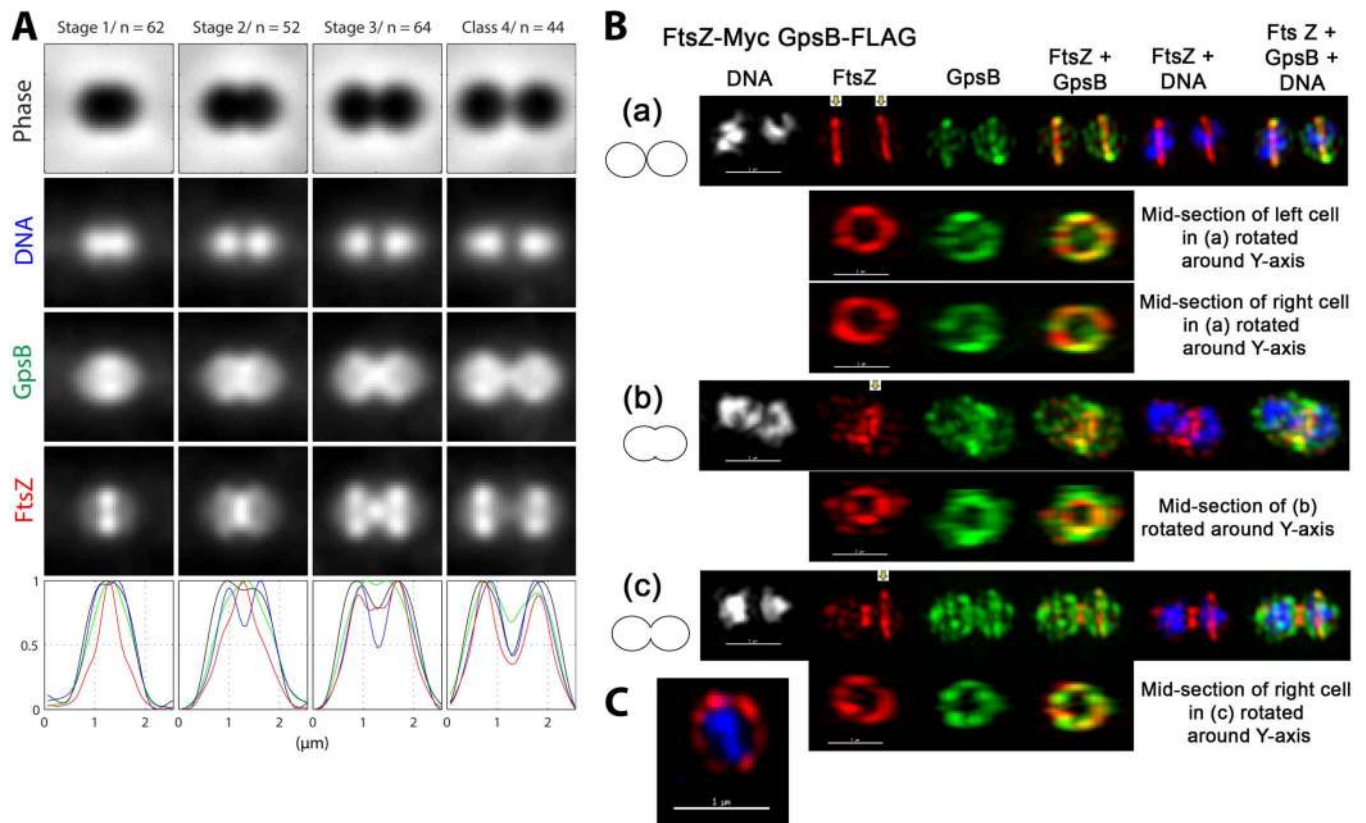 A
Stage 1/ n = 62
Stage 2/ n = 52
Stage 3/ n = 64
Class 4/ n = 44
Phase
DNA
GpsB
FtsZ
1
0.5
0
0 1 2
0 1 2
0 1 2
0 1 2
(µm)
B
FtsZ-Myc GpsB-FLAG
DNA
FtsZ
GpsB
FtsZ +
GpsB
FtsZ +
DNA
Fts Z +
GpsB +
DNA
(a)
Mid-section of left cell
in (a) rotated
around Y-axis
Mid-section of right cell
in (a) rotated
around Y-axis
(b)
Mid-section of (b)
rotated around Y-axis
(c)
Mid-section of right cell
in (c) rotated
around Y-axis
C
1 µm